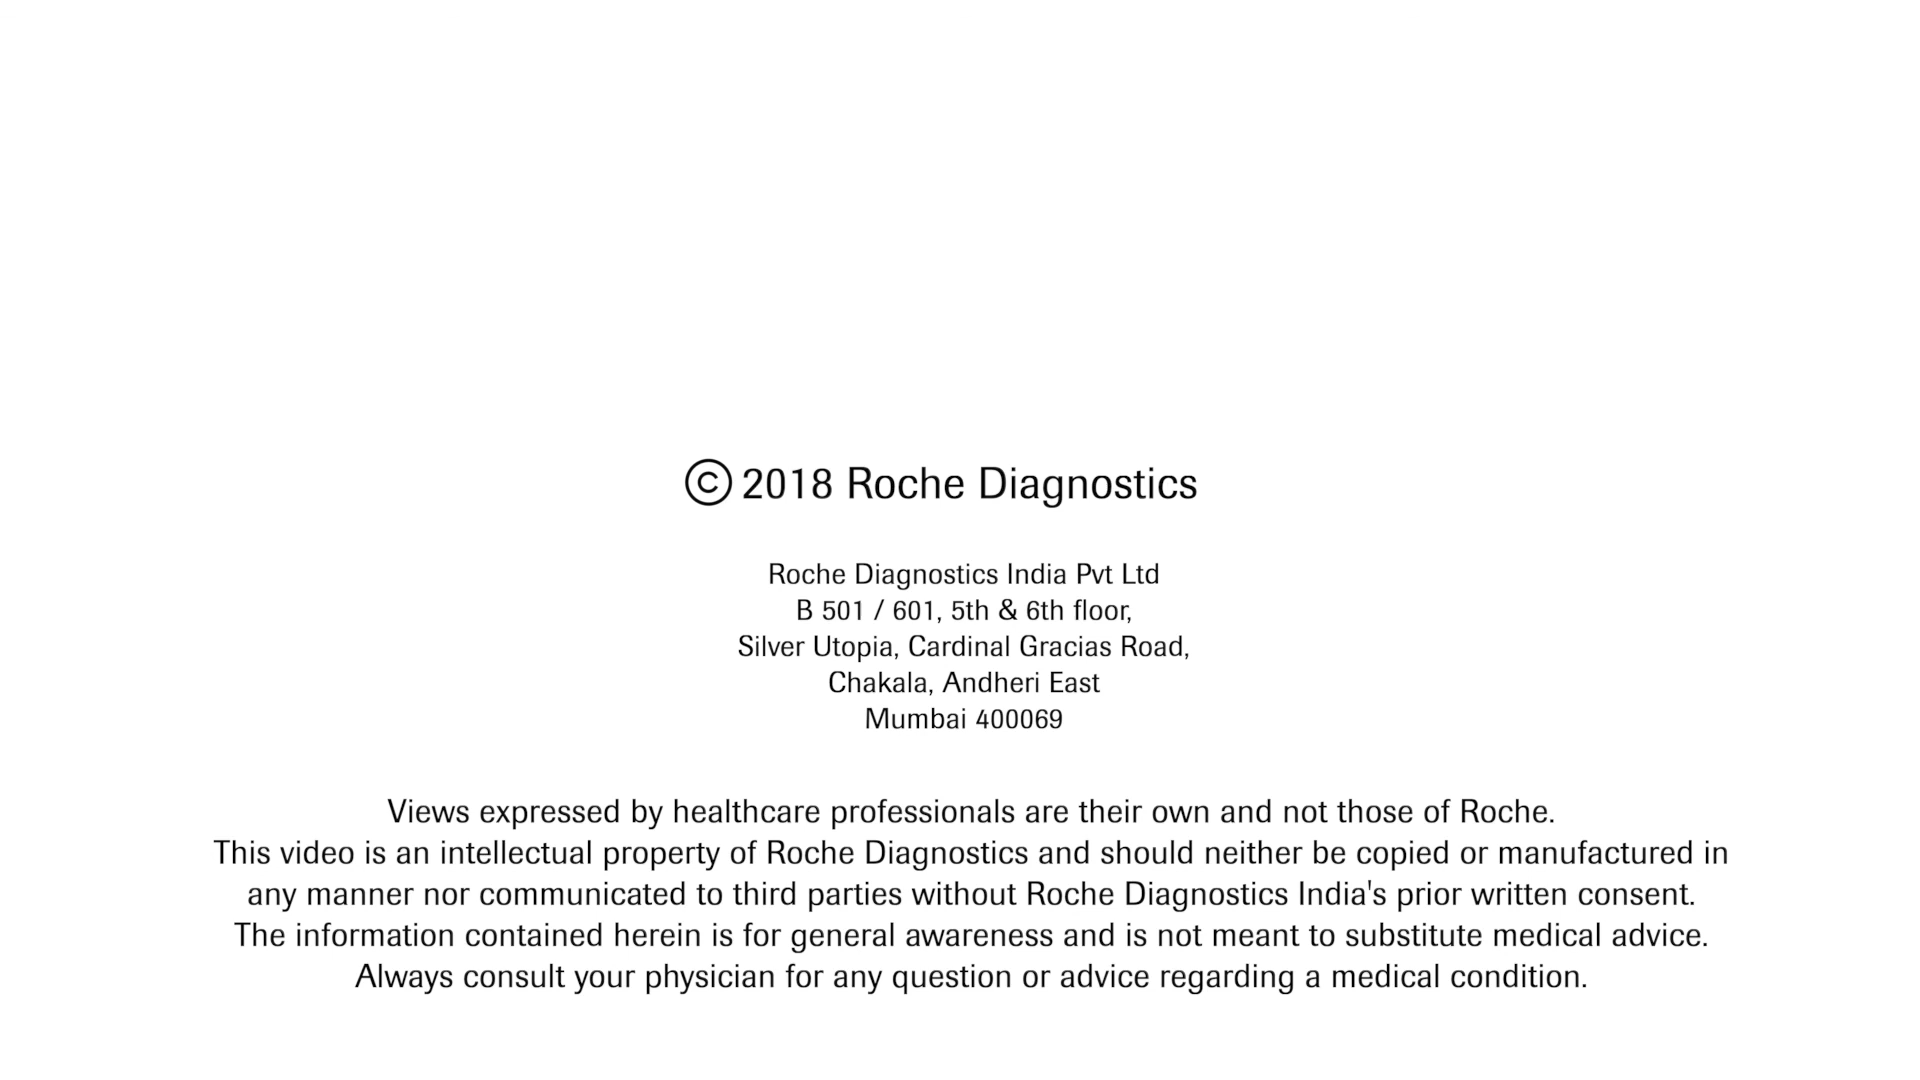 © 2018 Roche Diagnostics
Roche Diagnostics India Pvt Ltd
B 501 / 601, 5th & 6th floor,
Silver Utopia, Cardinal Gracias Road,
Chakala, Andheri East
Mumbai 400069
Views expressed by healthcare professionals are their own and not those of Roche.
This video is an intellectual property of Roche Diagnostics and should neither be copied or manufactured in
any manner nor communicated to third parties without Roche Diagnostics India's prior written consent.
The information contained herein is for general awareness and is not meant to substitute medical advice.
Always consult your physician for any question or advice regarding a medical condition.